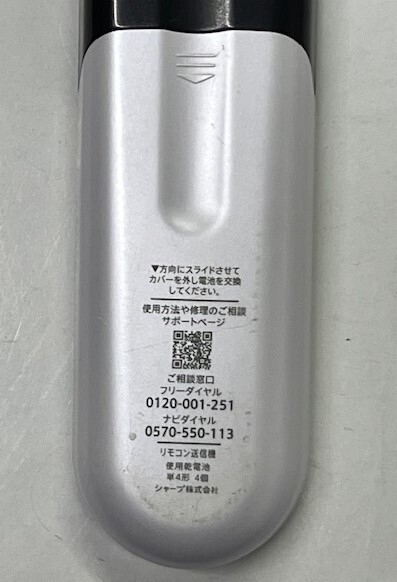 ▼方向にスライドさせて
カバーを外し電池を交換
してください。
使用方法や修理のご相談
サポートページ
ご相談窓口
フリーダイヤル
0120-001-251
ナビダイヤル
0570-550-113
リモコン送信機
使用乾電池
単4形 4個
シャープ株式会社